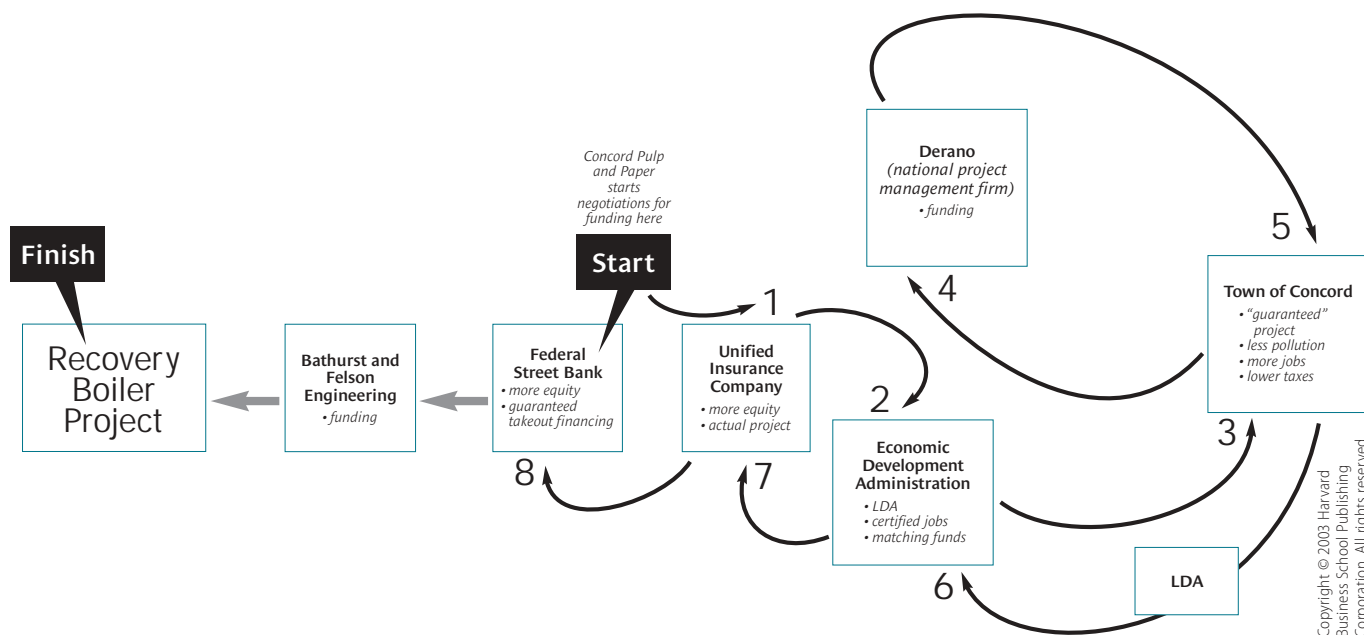 Concord Pulp
and Paper
starts
negotiations for
funding here
Finish
Start
Recovery
Boiler
Project
Bathurst and
Felson
Engineering
• funding
Federal
Street Bank
• more equity
• guaranteed
takeout financing
8
1
Unified
Insurance
Company
• more equity
• actual project
7
2
Economic
Development
Administration
• LDA
• certified jobs
• matching funds
6
Derano
(national project
management firm)
• funding
4
5
Town of Concord
• “guaranteed”
project
• less pollution
• more jobs
• lower taxes
3
LDA
Copyright © 2003 Harvard
Business School Publishing
Corporation. All rights reserved